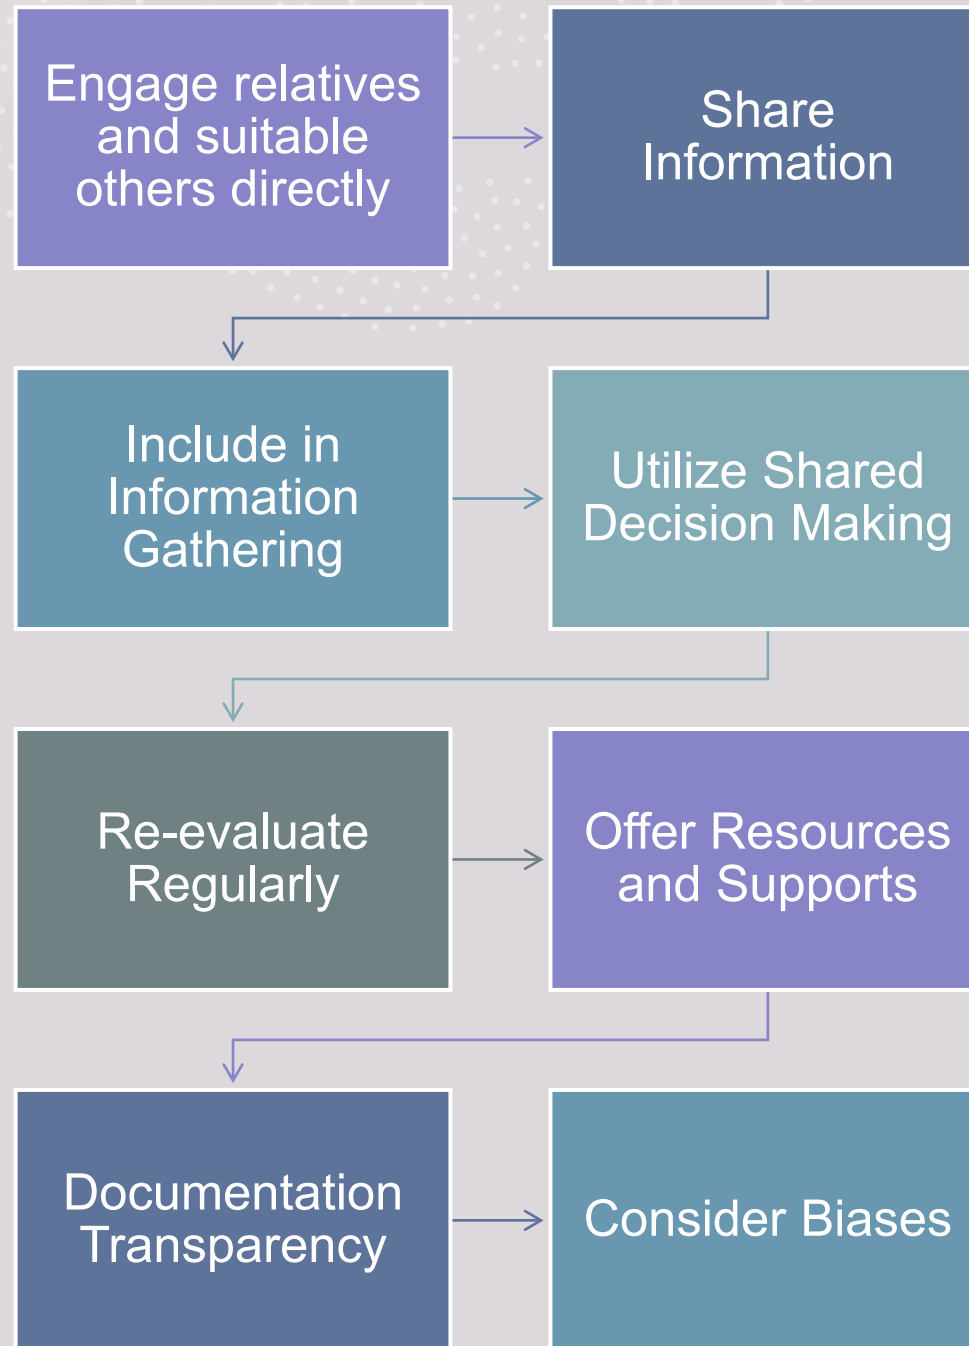 Engage relatives
and suitable
others directly
Share
Information
Include in
Information
Gathering
Utilize Shared
Decision Making
Re-evaluate
Regularly
Offer Resources
and Supports
Documentation
Transparency
Consider Biases